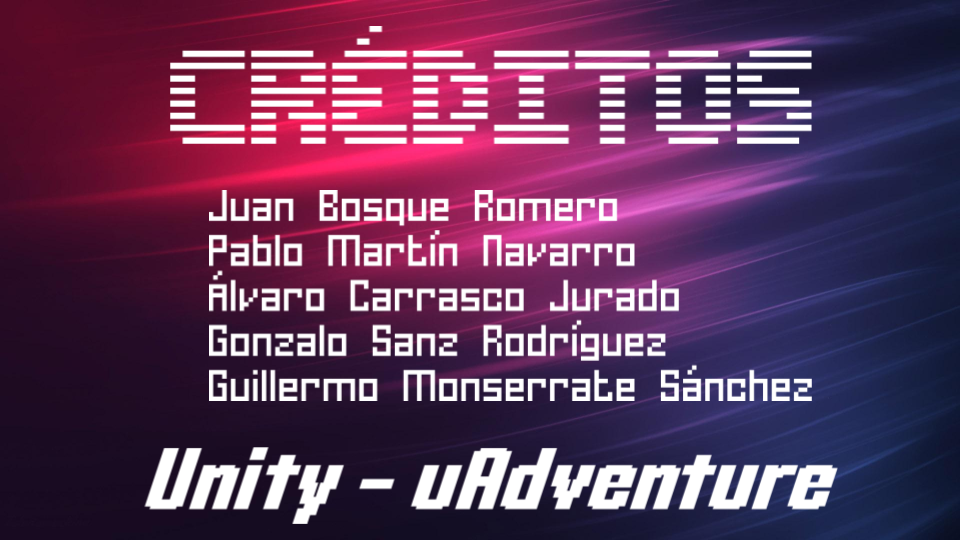 CRÉDITOS
Juan Bosque Romero
Pablo Martín Navarro
Álvaro Carrasco Jurado
Gonzalo Sanz Rodríguez
Guillermo Monserrate Sánchez
Unity - uAdventure